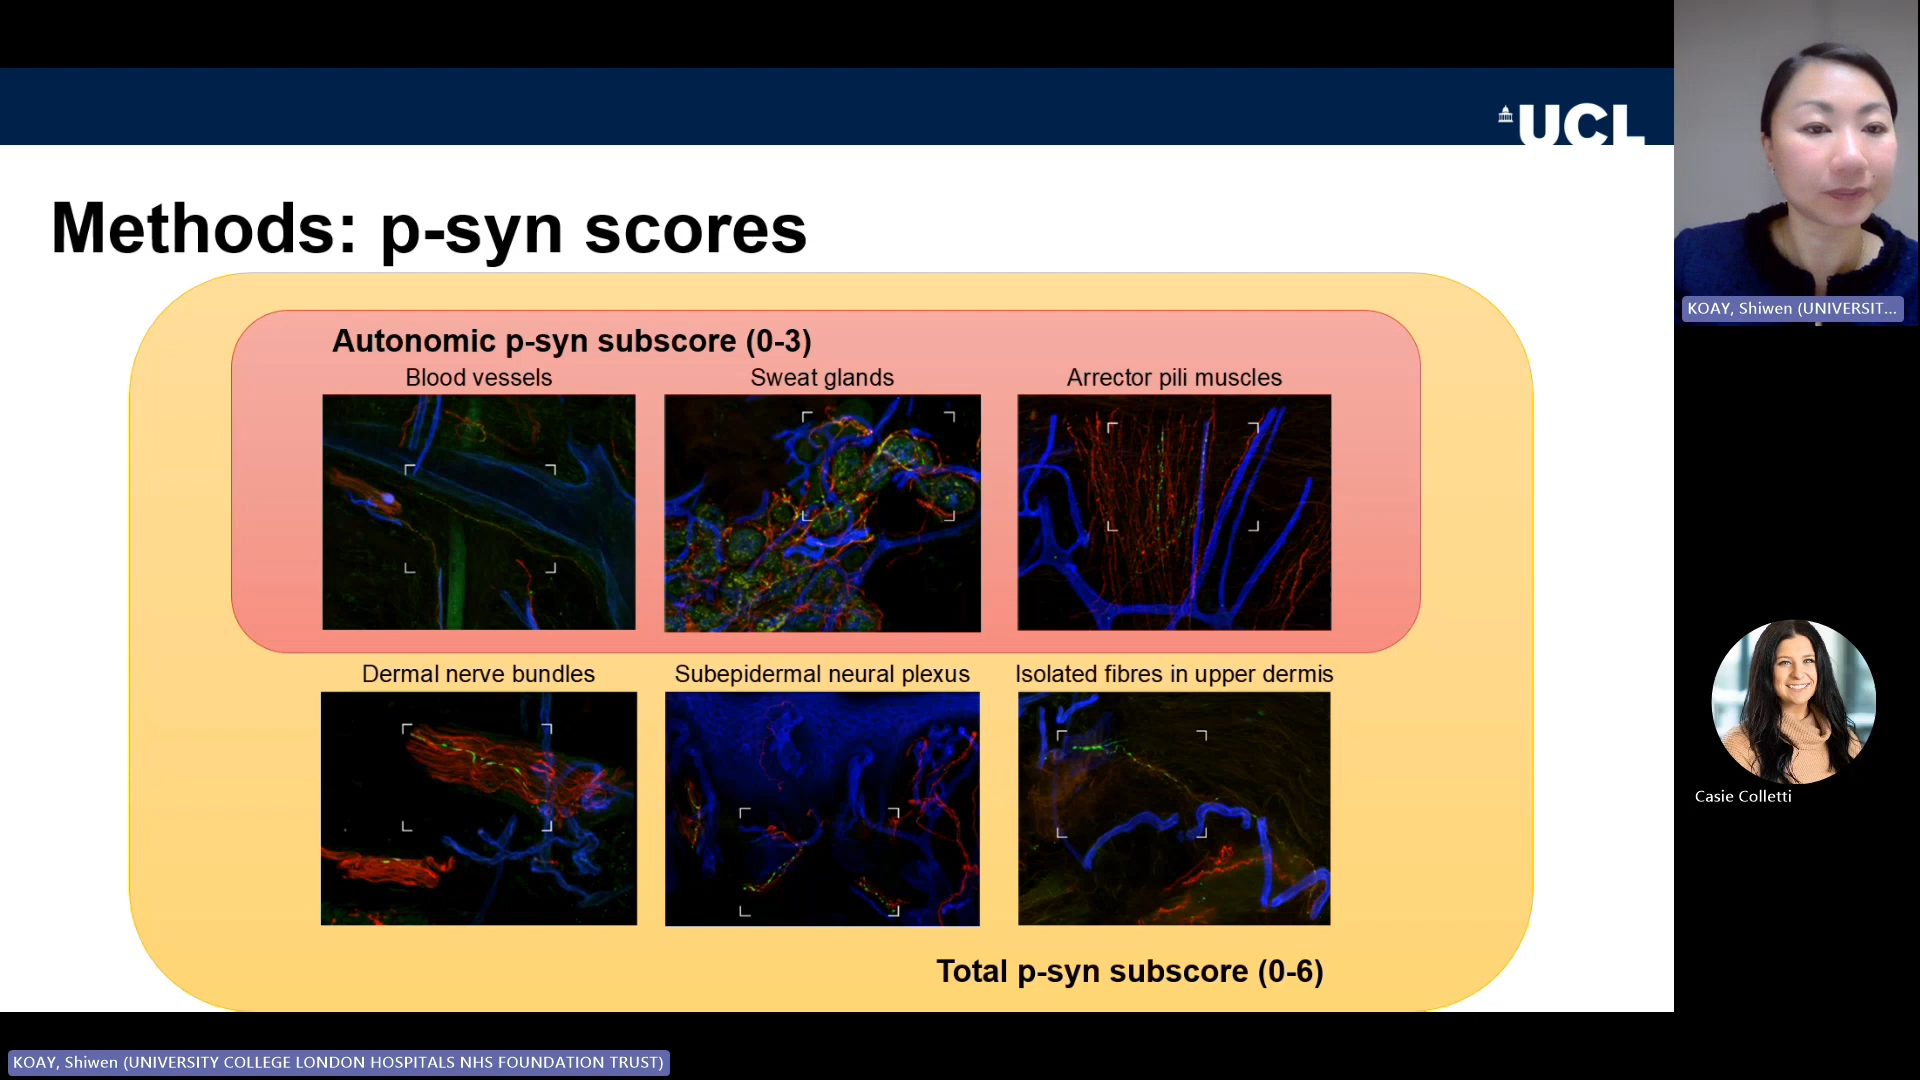 UCL
Methods: p-syn scores
Autonomic p-syn subscore (0-3)
Blood vessels
Sweat glands
Arrector pili muscles
Dermal nerve bundles
Subepidermal neural plexus
Isolated fibres in upper dermis
Total p-syn subscore (0-6)
KOAY, Shiwen (UNIVERSIT...
Casie Colletti
KOAY, Shiwen (UNIVERSITY COLLEGE LONDON HOSPITALS NHS FOUNDATION TRUST)